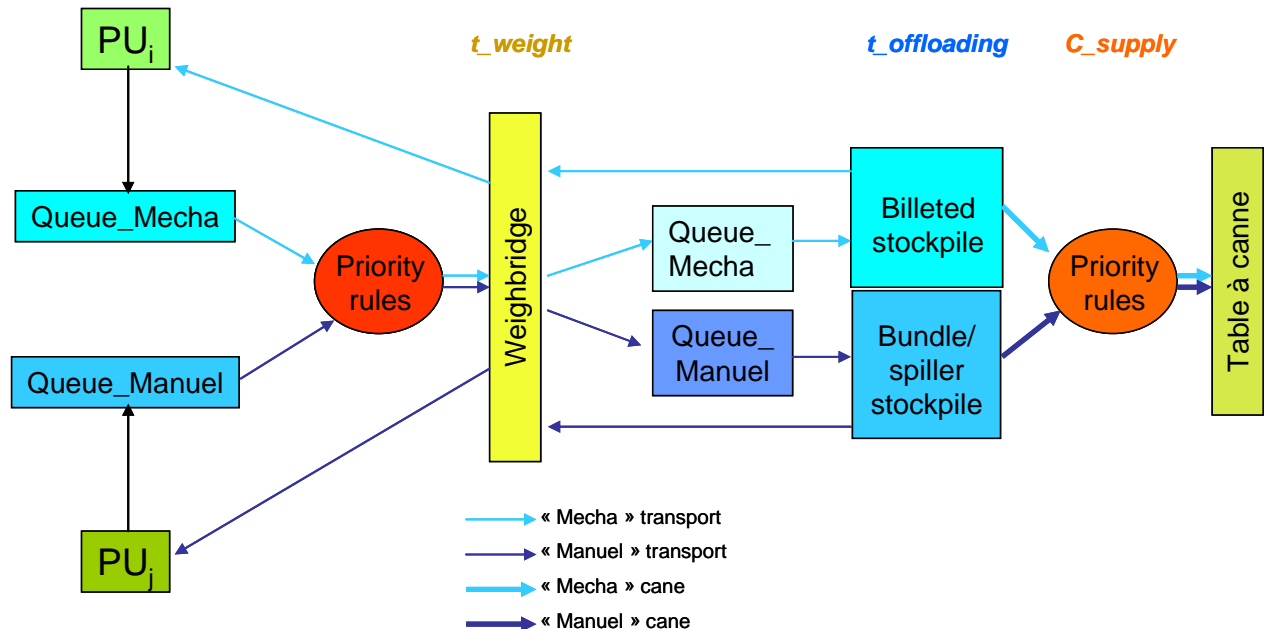 PUi
t_weight
t_offloading
C_supply
Queue_Mecha
Priority
rules
Weighbridge
Queue_
Mecha
Billeted
stockpile
Priority
rules
Table à canne
Queue_Manuel
Queue_
Manuel
Bundle/
spiller
stockpile
PUj
« Mecha » transport
« Manuel » transport
« Mecha » cane
« Manuel » cane